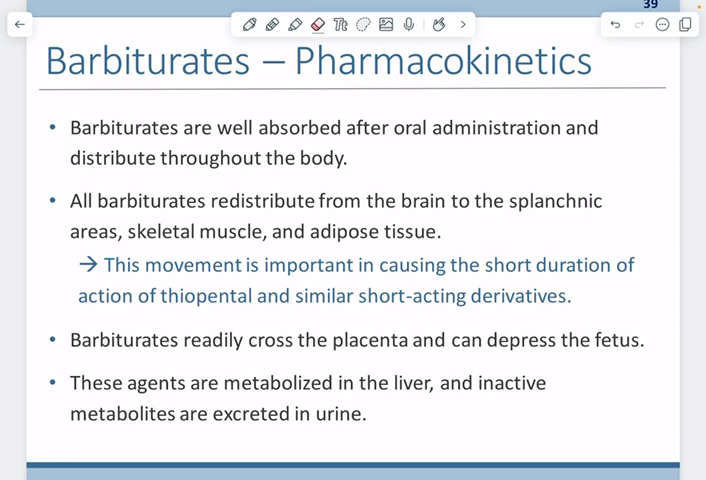 39
Tt
Barbiturates – Pharmacokinetics
• Barbiturates are well absorbed after oral administration and
distribute throughout the body.
• All barbiturates redistribute from the brain to the splanchnic
areas, skeletal muscle, and adipose tissue.
→ This movement is important in causing the short duration of
action of thiopental and similar short-acting derivatives.
• Barbiturates readily cross the placenta and can depress the fetus.
• These agents are metabolized in the liver, and inactive
metabolites are excreted in urine.